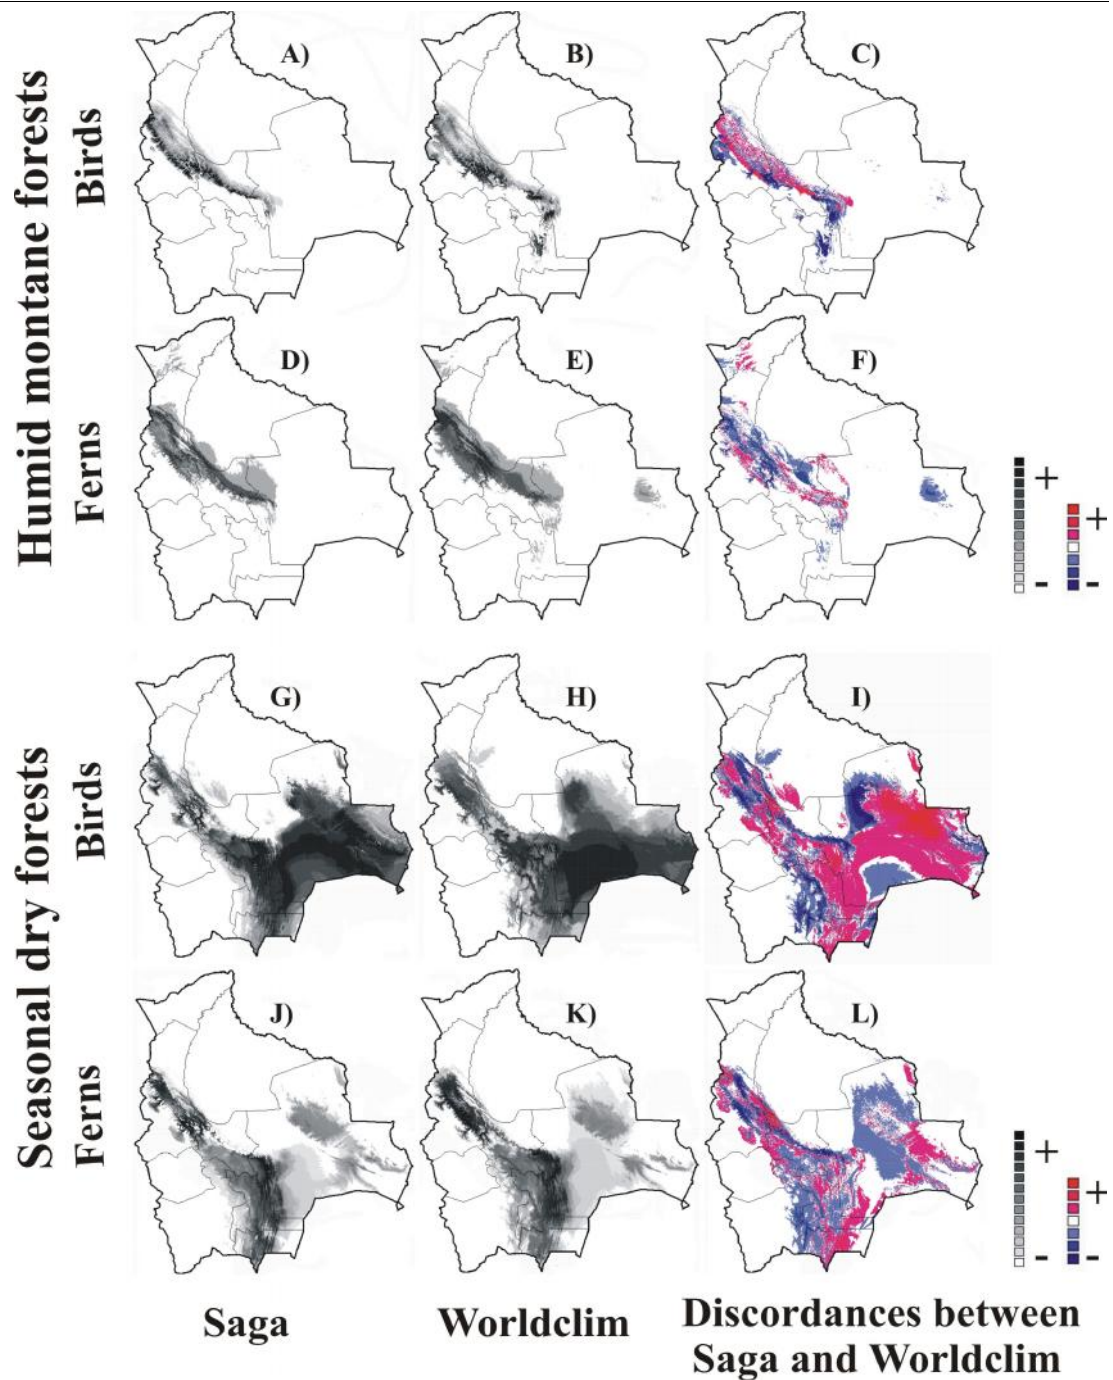 Humid montane forests
Birds
A)
B)
C)
Ferns
D)
E)
F)
+
-
+
-
Seasonal dry forests
Birds
G)
H)
I)
Ferns
J)
K)
L)
+
-
+
-
Saga
Worldclim
Discordances between
Saga and Worldclim